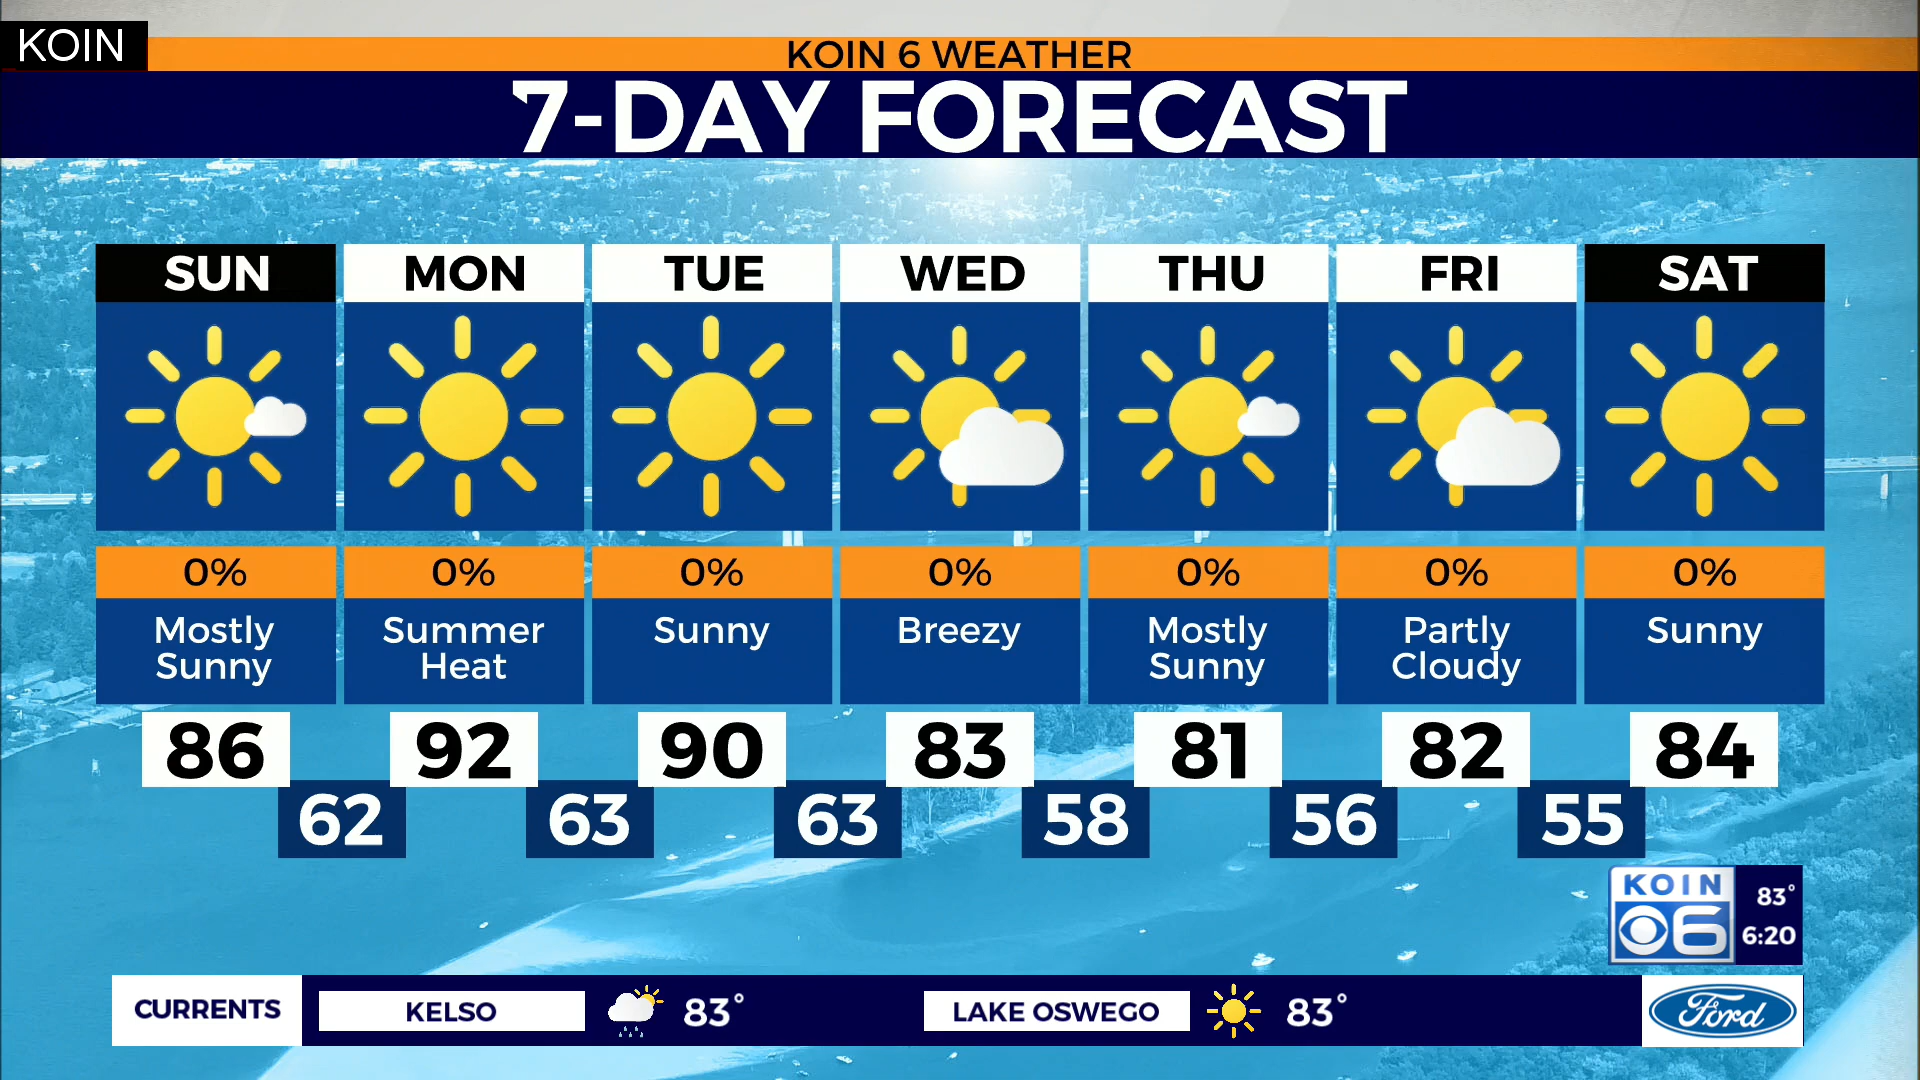 KOIN
KOIN 6 WEATHER
7-DAY FORECAST
SUN MON TUE WED THU FRI SAT
0% 0% 0% 0% 0% 0% 0%
Mostly Sunny
Summer Heat
Sunny
Breezy
Mostly Sunny
Partly Cloudy
Sunny
86 92 90 83 81 82 84
62 63 63 58 56 55
KOIN 6
83°
6:20
CURRENTS KELSO 83° LAKE OSWEGO 83° Ford